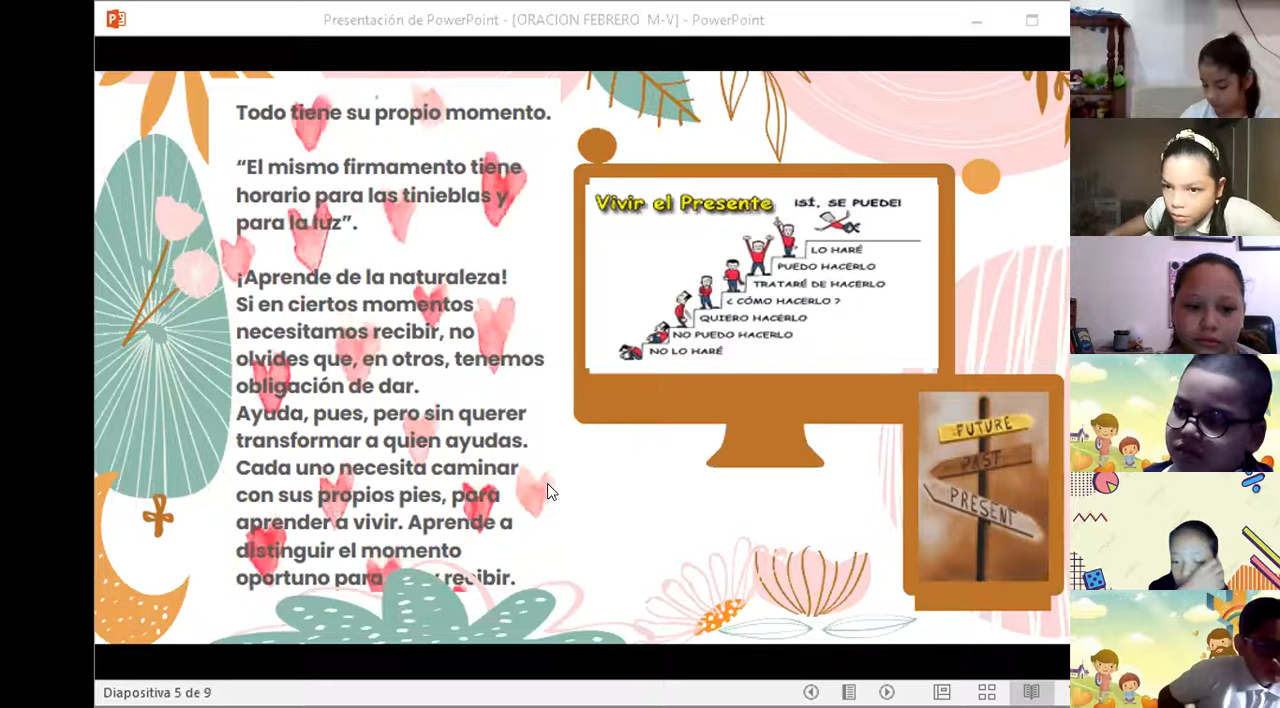 Presentación de PowerPoint - [ORACION FEBRERO M-V] - PowerPoint
Todo tiene su propio momento.
“El mismo firmamento tiene
horario para las tinieblas y
para la luz”.
¡Aprende de la naturaleza!
Si en ciertos momentos
necesitamos recibir, no
olvides que, en otros, tenemos
obligación de dar.
Ayuda, pues, pero sin querer
transformar a quien ayudas.
Cada uno necesita caminar
con sus propios pies, para
aprender a vivir. Aprende a
distinguir el momento
oportuno para recibir.
Vivir el Presente
¡SÍ, SE PUEDE!
LO HARÉ
PUEDO HACERLO
TRATARÉ DE HACERLO
¿ CÓMO HACERLO ?
QUIERO HACERLO
NO PUEDO HACERLO
NO LO HARÉ
FUTURE
PAST
PRESENT
Diapositiva 5 de 9